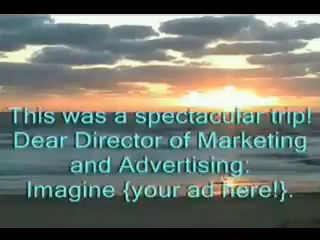 This was a spectacular trip!
Dear Director of Marketing
and Advertising:
Imagine {your ad here!}.